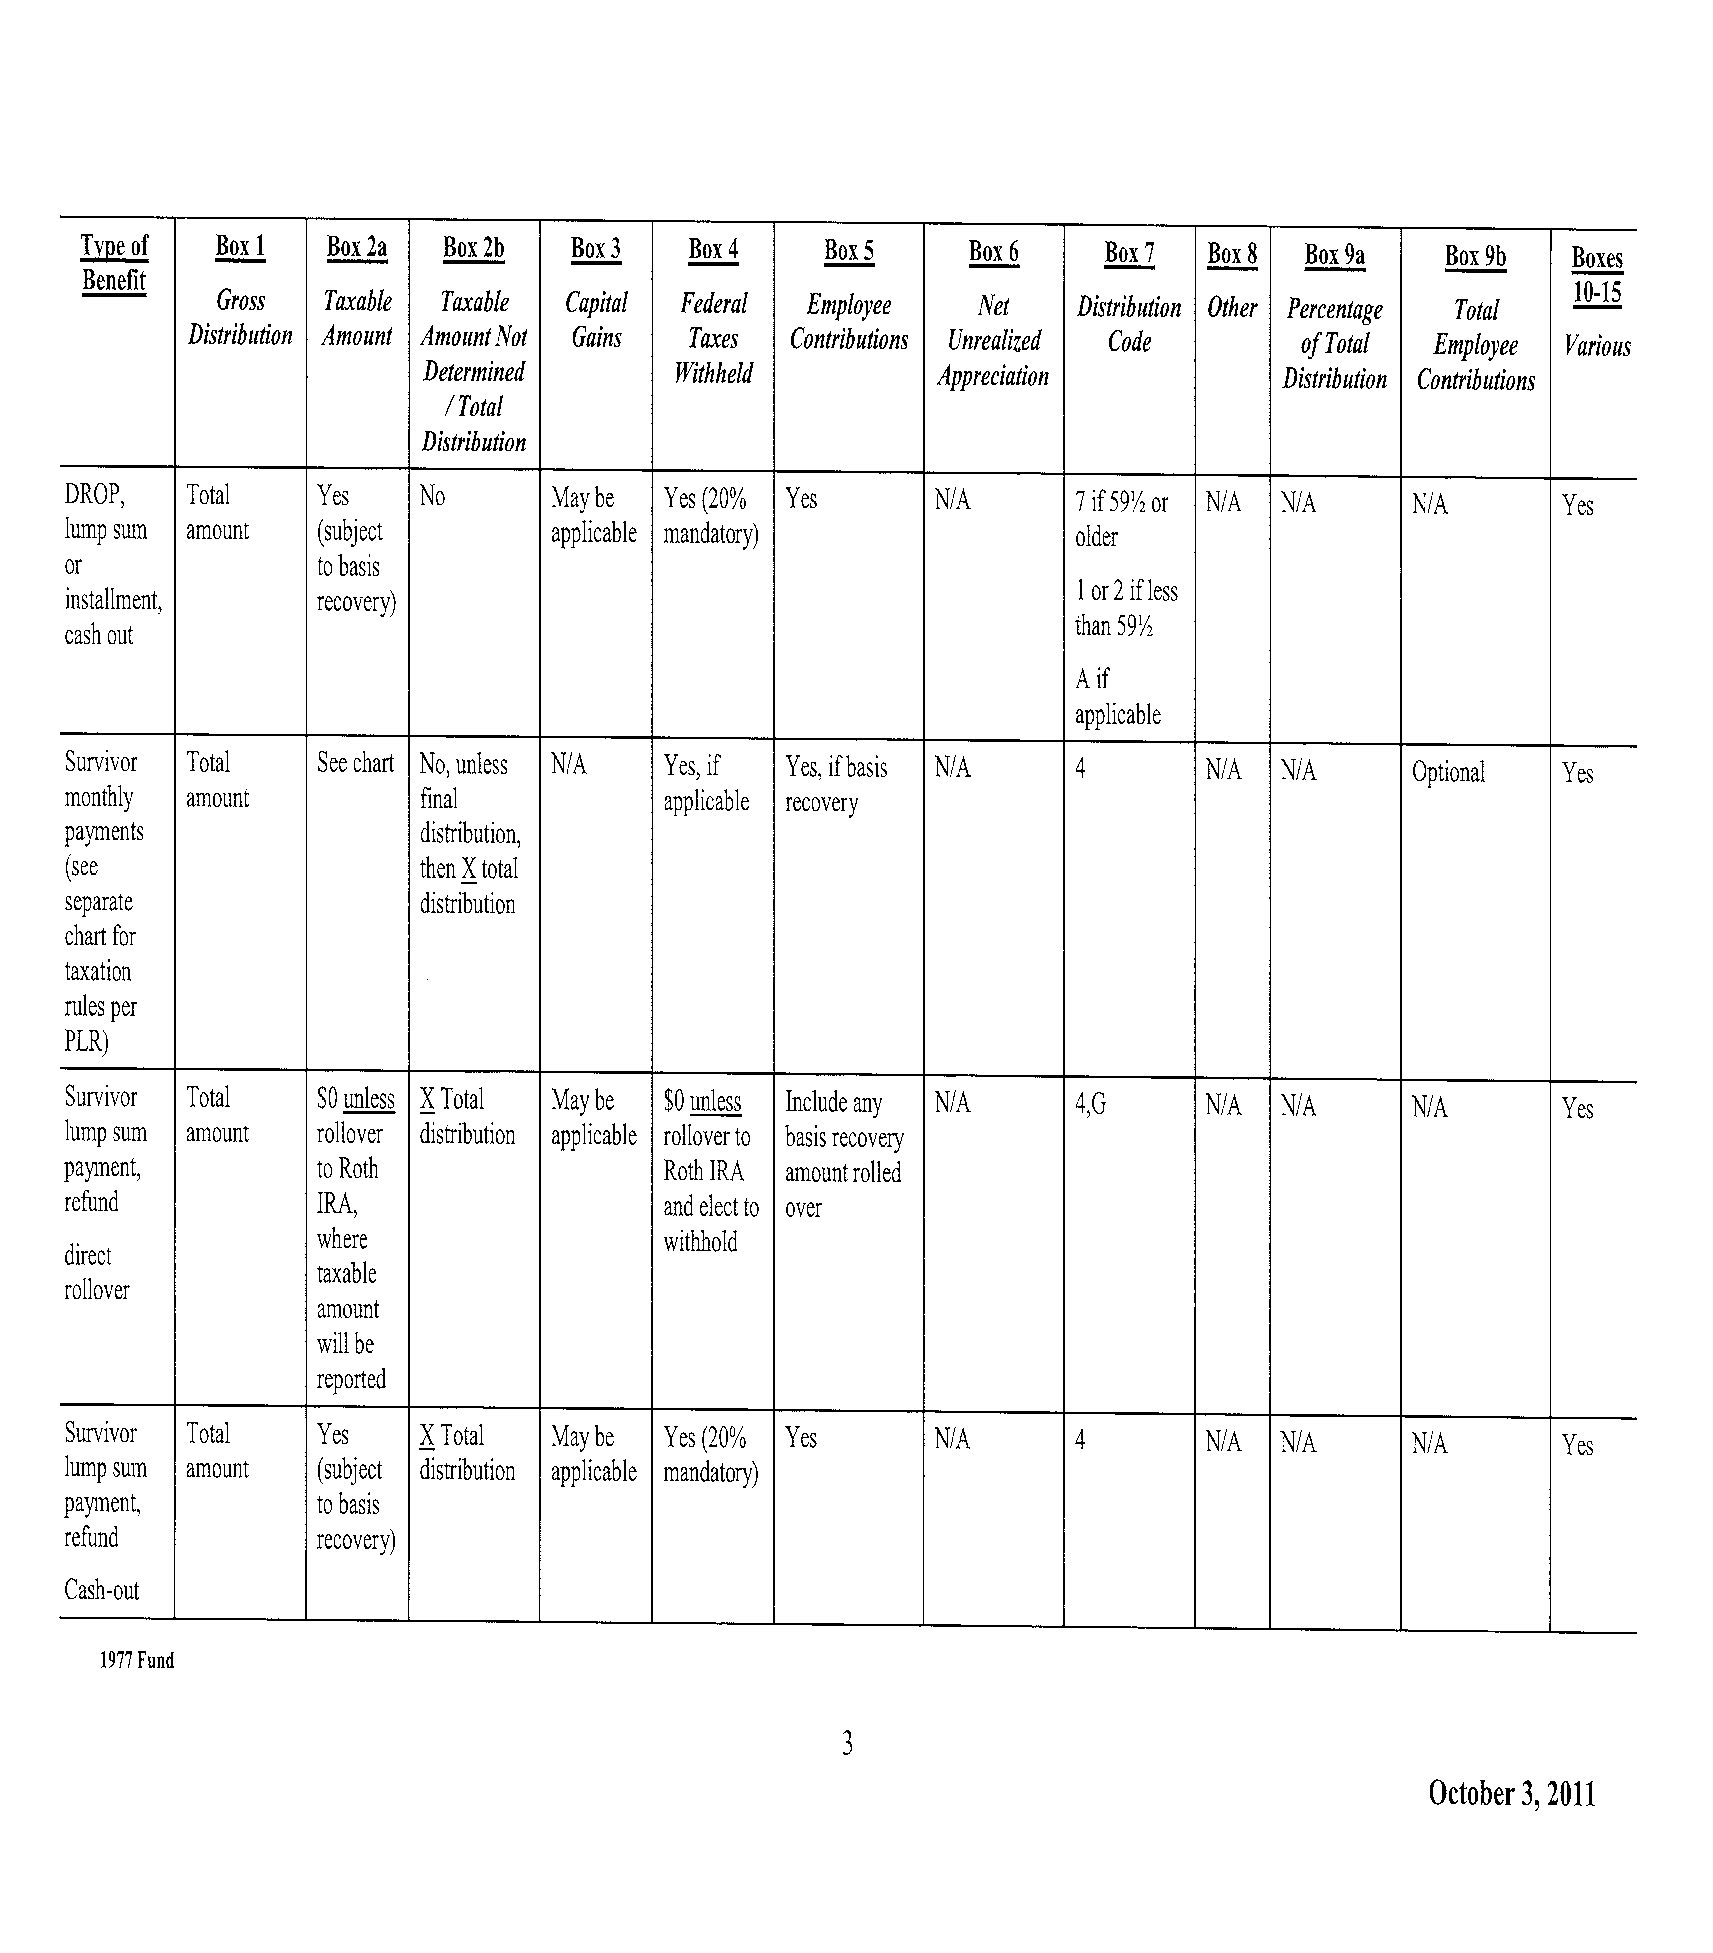 Type of
Benefit
Box 1
Gross
Distribution
Box 2a
Taxable
Amount
Box 2b
Taxable
Amount Not
Determined
/ Total
Distribution
Box 3
Capital
Gains
Box 4
Federal
Taxes
Withheld
Box 5
Employee
Contributions
Box 6
Net
Unrealized
Appreciation
Box 7
Distribution
Code
Box 8
Other
Box 9a
Percentage
of Total
Distribution
Box 9b
Total
Employee
Contributions
Boxes
10-15
Various
DROP,
lump sum
or
installment,
cash out
Total
amount
Yes
(subject
to basis
recovery)
No
May be
applicable
Yes (20%
mandatory)
Yes
N/A
7 if 59½ or
older
1 or 2 if less
than 59½
A if
applicable
N/A
N/A
N/A
Yes
Survivor
monthly
payments
(see
separate
chart for
taxation
rules per
PLR)
Total
amount
See chart
No, unless
final
distribution,
then X total
distribution
N/A
Yes, if
applicable
Yes, if basis
recovery
N/A
4
N/A
N/A
Optional
Yes
Survivor
lump sum
payment,
refund
direct
rollover
Total
amount
$0 unless
rollover
to Roth
IRA,
where
taxable
amount
will be
reported
X Total
distribution
May be
applicable
$0 unless
rollover to
Roth IRA
and elect to
withhold
Include any
basis recovery
amount rolled
over
N/A
4,G
N/A
N/A
N/A
Yes
Survivor
lump sum
payment,
refund
Cash-out
Total
amount
Yes
(subject
to basis
recovery)
X Total
distribution
May be
applicable
Yes (20%
mandatory)
Yes
N/A
4
N/A
N/A
N/A
Yes
1977 Fund
3
October 3, 2011